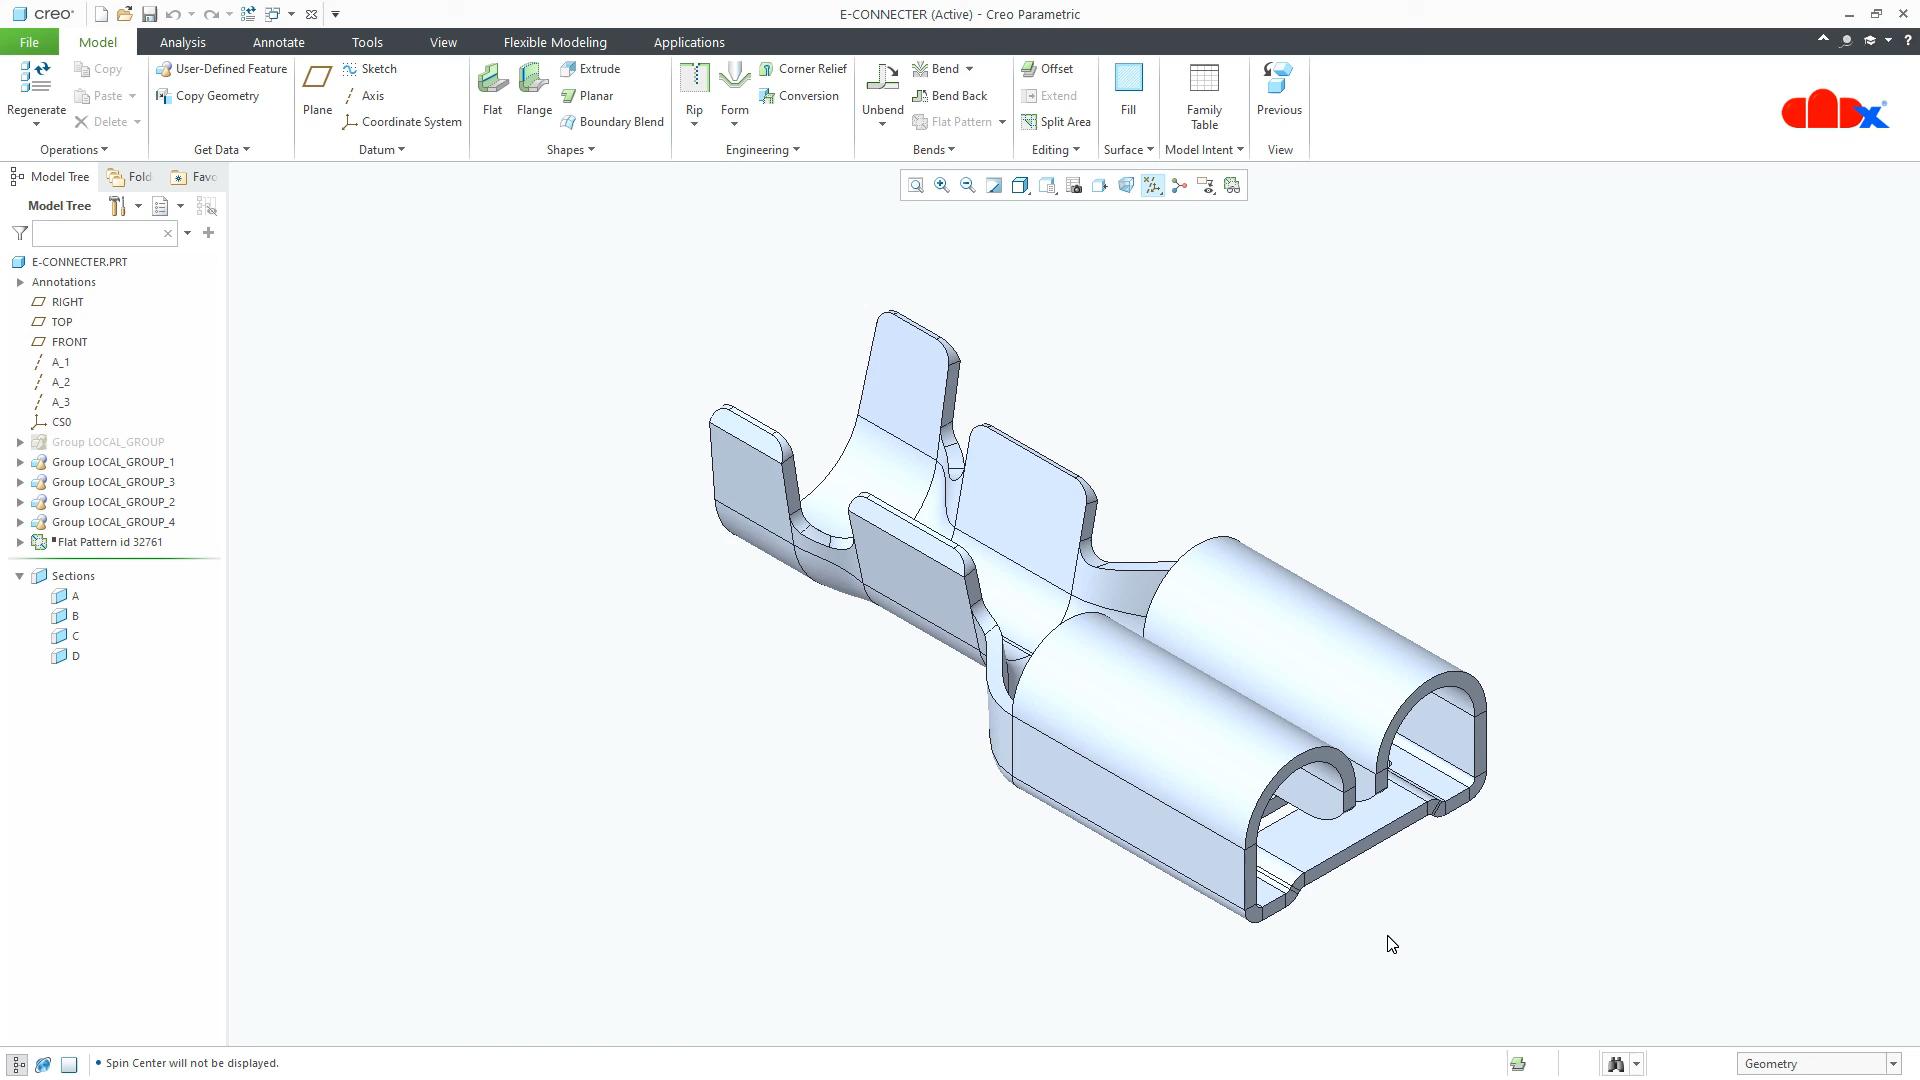 creo
E-CONNECTER (Active) - Creo Parametric
File Model Analysis Annotate Tools View Flexible Modeling Applications
Regenerate
Copy
Paste
Delete
Operations
User-Defined Feature
Copy Geometry
Get Data
Plane
Sketch
Axis
Coordinate System
Datum
Flat
Flange
Extrude
Planar
Boundary Blend
Shapes
Rip
Form
Corner Relief
Conversion
Engineering
Unbend
Bend
Bend Back
Flat Pattern
Bends
Offset
Extend
Split Area
Editing
Fill
Surface
Family
Table
Model Intent
Previous
View
Model Tree Fold Favo
Model Tree
E-CONNECTER.PRT
Annotations
RIGHT
TOP
FRONT
A_1
A_2
A_3
CS0
Group LOCAL_GROUP
Group LOCAL_GROUP_1
Group LOCAL_GROUP_3
Group LOCAL_GROUP_2
Group LOCAL_GROUP_4
Flat Pattern id 32761
Sections
A
B
C
D
• Spin Center will not be displayed.
Geometry